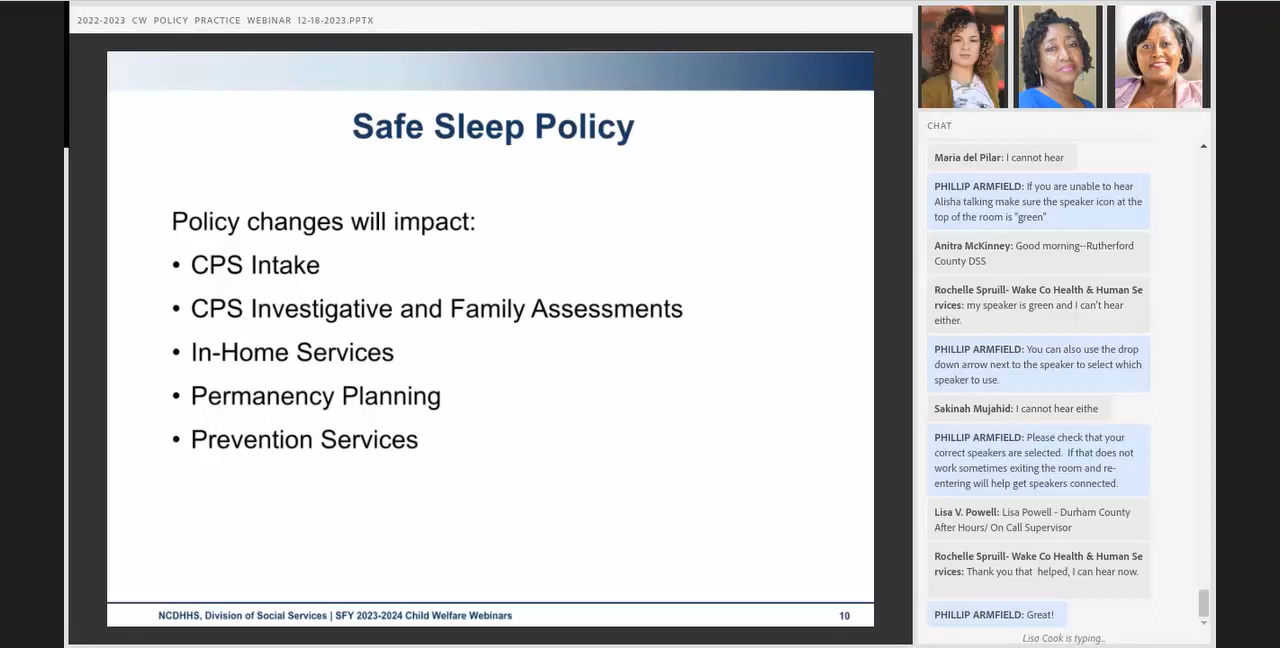 2022-2023 CW POLICY PRACTICE WEBINAR 12-18-2023.PPTX
Safe Sleep Policy
Policy changes will impact:
• CPS Intake
• CPS Investigative and Family Assessments
• In-Home Services
• Permanency Planning
• Prevention Services
NCDHHS, Division of Social Services | SFY 2023-2024 Child Welfare Webinars
10
CHAT
Maria del Pilar: I cannot hear
PHILLIP ARMFIELD: If you are unable to hear
Alisha talking make sure the speaker icon at the
top of the room is "green"
Anitra McKinney: Good morning--Rutherford
County DSS
Rochelle Spruill- Wake Co Health & Human Se
rvices: my speaker is green and I can't hear
either.
PHILLIP ARMFIELD: You can also use the drop
down arrow next to the speaker to select which
speaker to use.
Sakinah Mujahid: I cannot hear eithe
PHILLIP ARMFIELD: Please check that your
correct speakers are selected. If that does not
work sometimes exiting the room and re-
entering will help get speakers connected.
Lisa V. Powell: Lisa Powell - Durham County
After Hours/ On Call Supervisor
Rochelle Spruill- Wake Co Health & Human Se
rvices: Thank you that helped, I can hear now.
PHILLIP ARMFIELD: Great!
Lisa Cook is typing...